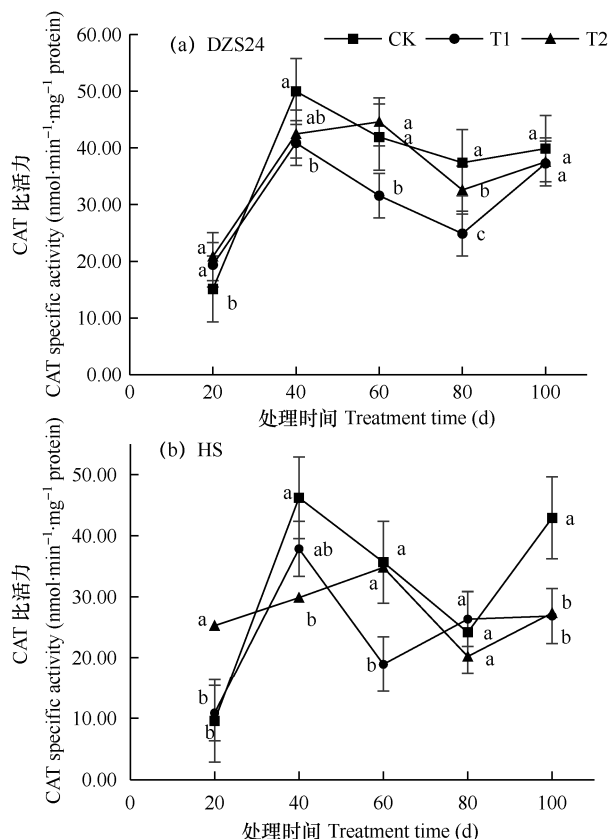 (a) DZS24
CK T1 T2
CAT 比活力
CAT specific activity (nmol·min⁻¹·mg⁻¹ protein)
60.00
50.00
40.00
30.00
20.00
10.00
0.00
a
ab
b
a
a
b
a
b
c
a
a
a
a
b
0 20 40 60 80 100
处理时间 Treatment time (d)
(b) HS
CAT 比活力
CAT specific activity (nmol·min⁻¹·mg⁻¹ protein)
50.00
40.00
30.00
20.00
10.00
0.00
a
b
b
a
ab
b
a
a
b
a
a
a
a
b
b
20 40 60 80 100
处理时间 Treatment time (d)